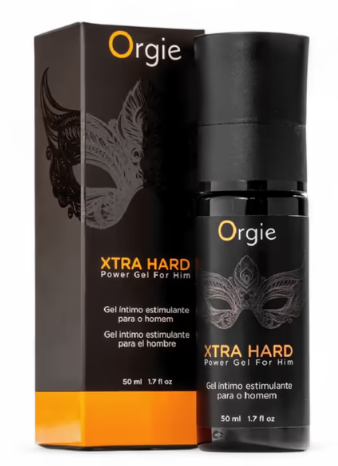 Orgie
XTRA HARD
Power Gel For Him
Gel íntimo estimulante
para o homem
Gel íntimo estimulante
para el hombre
50 ml 1.7 fl oz
Orgie
XTRA HARD
Power Gel For Him
Gel íntimo estimulante
para o homem
50 ml 1.7 fl oz